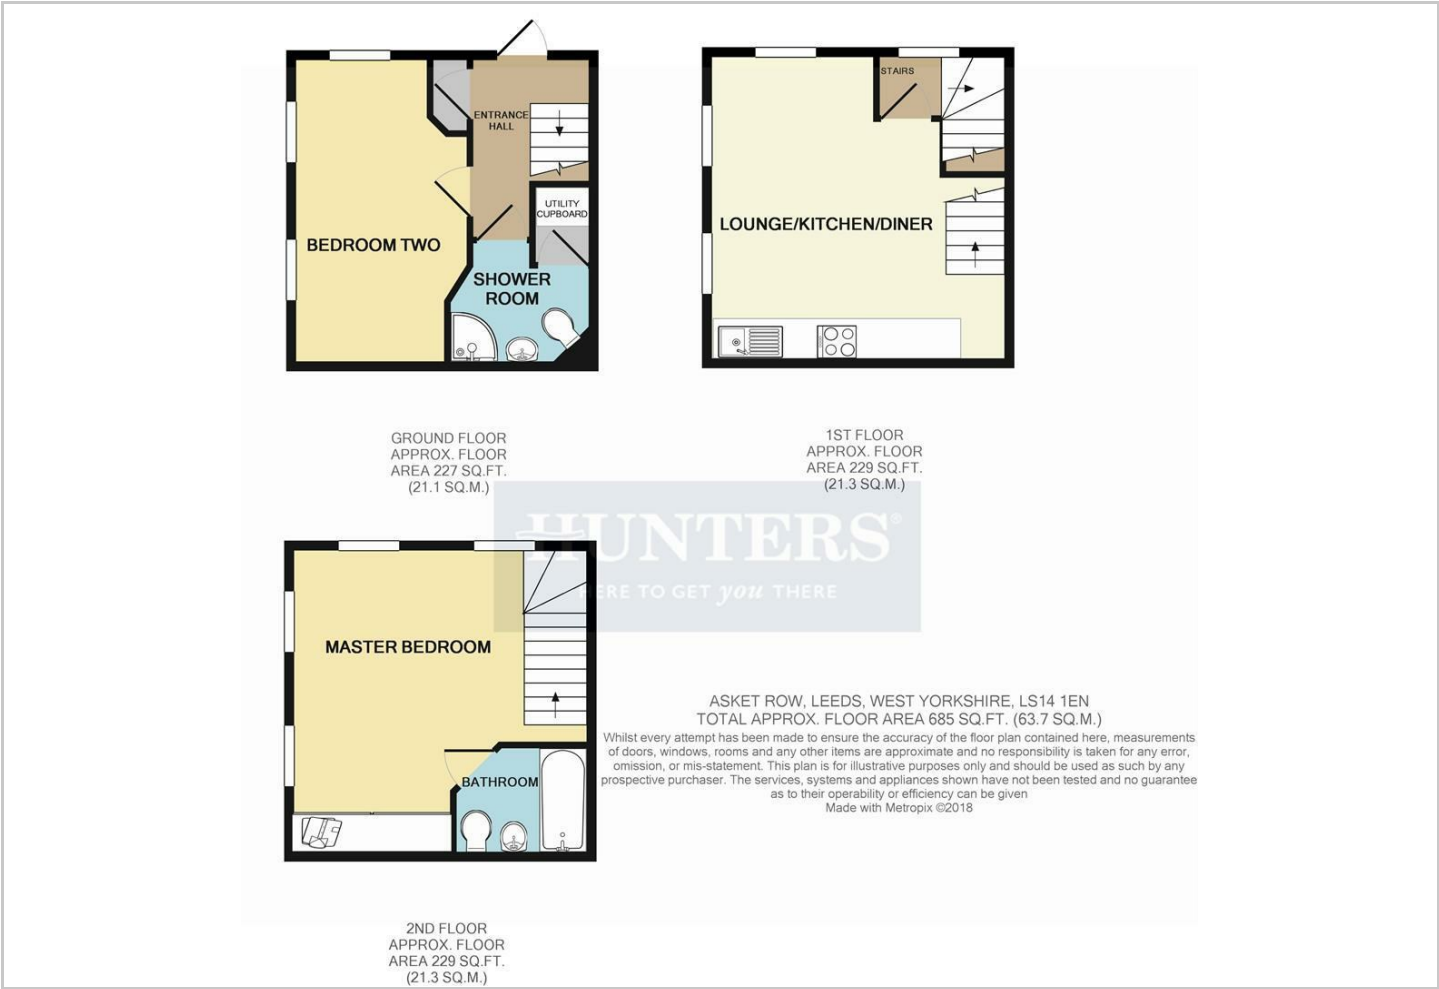 ENTRANCE
HALL
UTILITY
CUPBOARD
BEDROOM TWO
SHOWER
ROOM
STAIRS
LOUNGE/KITCHEN/DINER
GROUND FLOOR
APPROX. FLOOR
AREA 227 SQ.FT.
(21.1 SQ.M.)
1ST FLOOR
APPROX. FLOOR
AREA 229 SQ.FT.
(21.3 SQ.M.)
HUNTERS®
HERE TO GET you THERE
MASTER BEDROOM
BATHROOM
ASKET ROW, LEEDS, WEST YORKSHIRE, LS14 1EN
TOTAL APPROX. FLOOR AREA 685 SQ.FT. (63.7 SQ.M.)
Whilst every attempt has been made to ensure the accuracy of the floor plan contained here, measurements
of doors, windows, rooms and any other items are approximate and no responsibility is taken for any error,
omission, or mis-statement. This plan is for illustrative purposes only and should be used as such by any
prospective purchaser. The services, systems and appliances shown have not been tested and no guarantee
as to their operability or efficiency can be given
Made with Metropix ©2018
2ND FLOOR
APPROX. FLOOR
AREA 229 SQ.FT.
(21.3 SQ.M.)